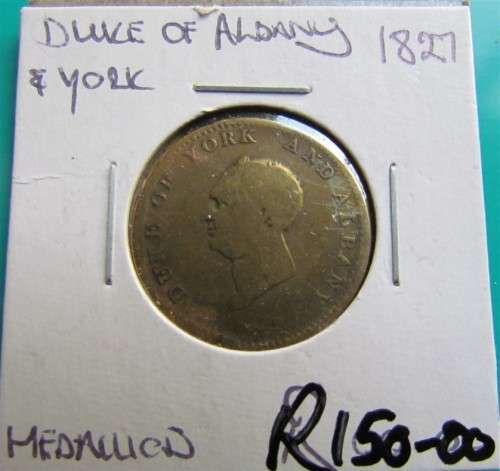 DUKE OF ALBANY 1827
& YORK
DUKE OF YORK AND ALBANY
MEDALLION R150-00